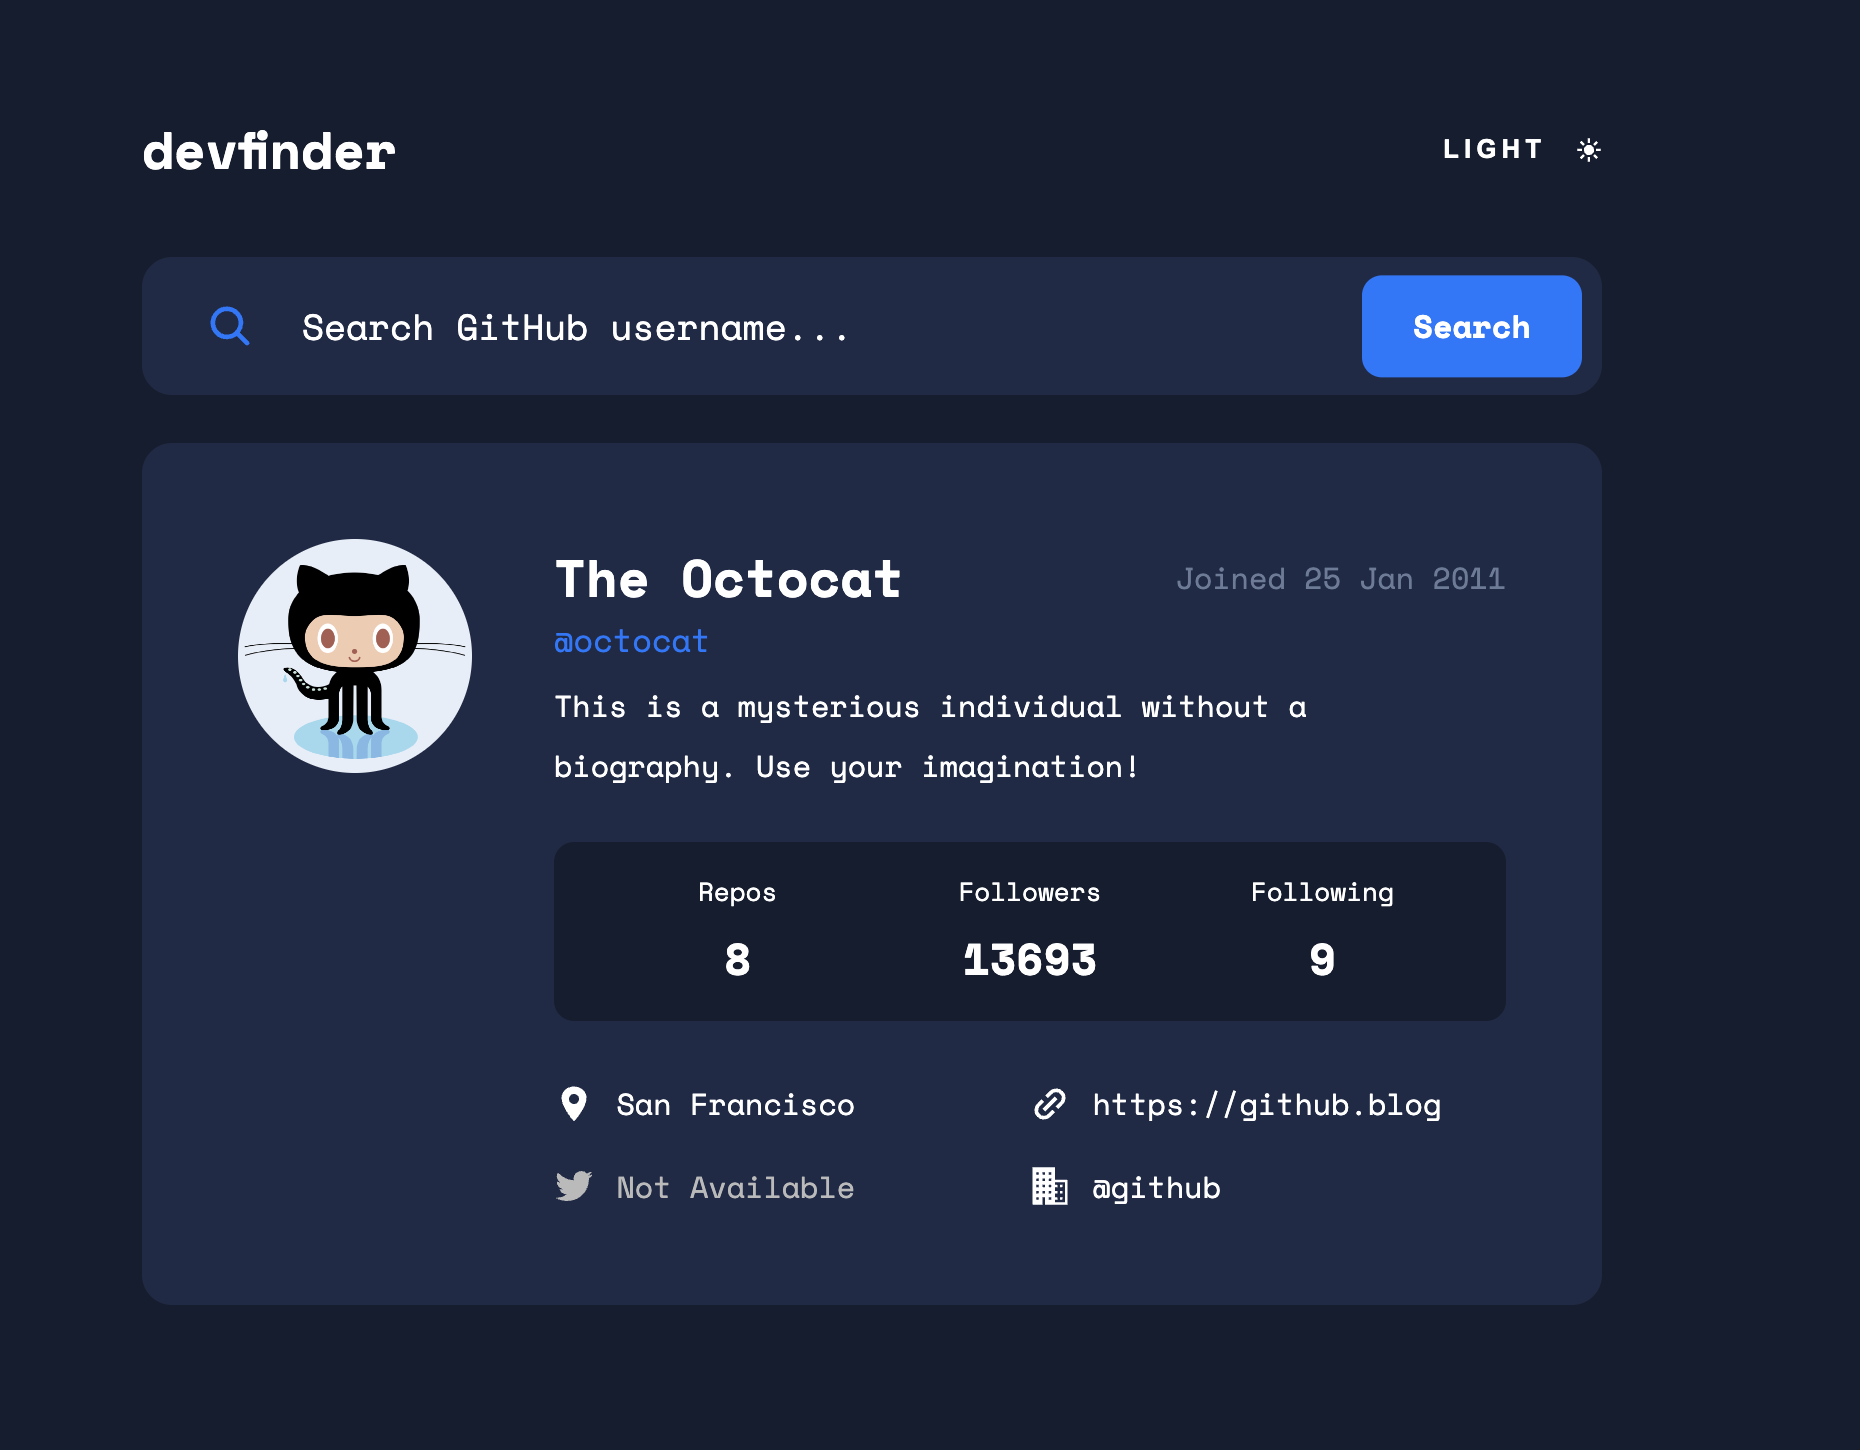 devfinder
LIGHT
Search GitHub username...
Search
The Octocat
Joined 25 Jan 2011
@octocat
This is a mysterious individual without a
biography. Use your imagination!
Repos
Followers
Following
8
13693
9
San Francisco
https://github.blog
Not Available
@github